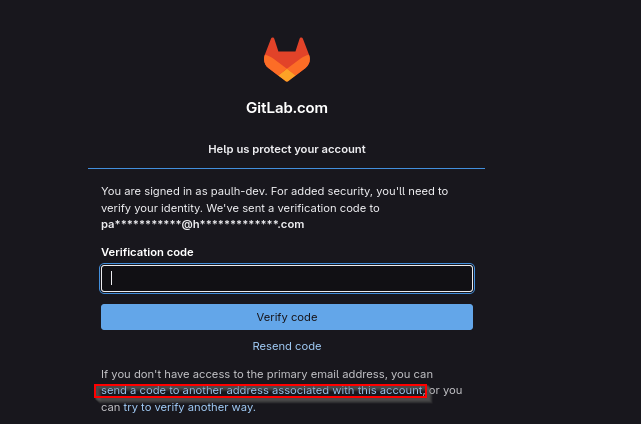 GitLab.com
Help us protect your account
You are signed in as paulh-dev. For added security, you'll need to
verify your identity. We've sent a verification code to
pa***********@h*************.com
Verification code
Verify code
Resend code
If you don't have access to the primary email address, you can
send a code to another address associated with this account, or you
can try to verify another way.